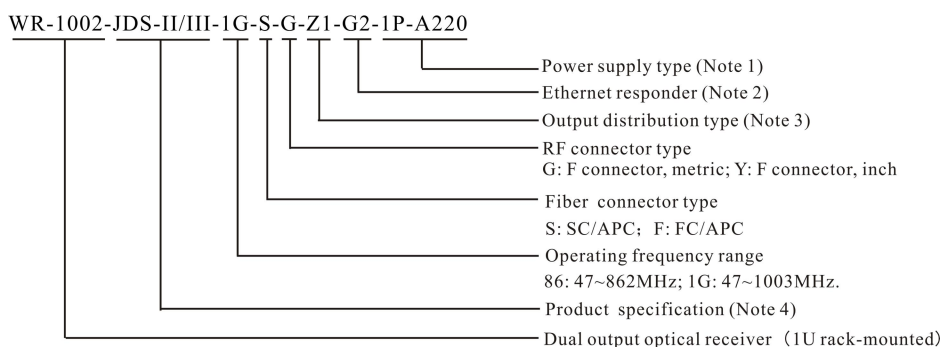 WR-1002-JDS-II/III-1G-S-G-Z1-G2-1P-A220
Power supply type (Note 1)
Ethernet responder (Note 2)
Output distribution type (Note 3)
RF connector type
G: F connector, metric; Y: F connector, inch
Fiber connector type
S: SC/APC; F: FC/APC
Operating frequency range
86: 47~862MHz; 1G: 47~1003MHz.
Product specification (Note 4)
Dual output optical receiver (1U rack-mounted)